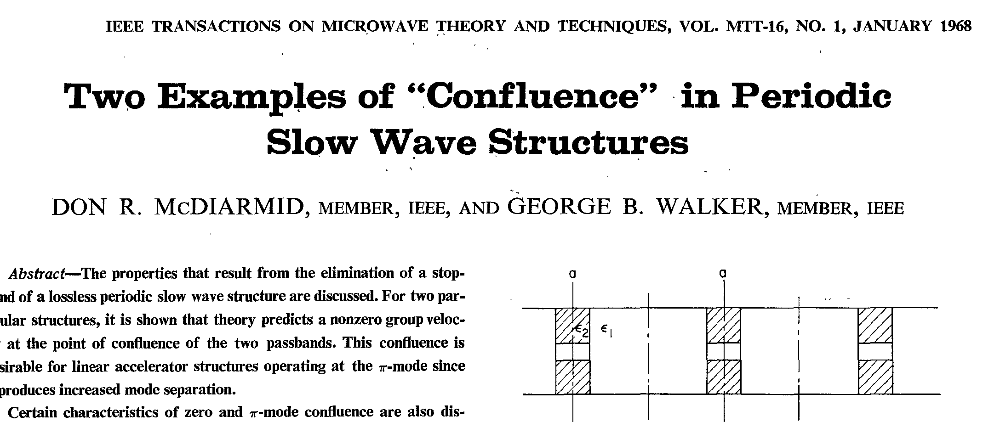 IEEE TRANSACTIONS ON MICROWAVE THEORY AND TECHNIQUES, VOL. MTT-16, NO. 1, JANUARY 1968
Two Examples of “Confluence” in Periodic
Slow Wave Structures
DON R. McDIARMID, MEMBER, IEEE, AND GEORGE B. WALKER, MEMBER, IEEE
Abstract—The properties that result from the elimination of a stop-
nd of a lossless periodic slow wave structure are discussed. For two par-
ular structures, it is shown that theory predicts a nonzero group veloc-
at the point of confluence of the two passbands. This confluence is
sirable for linear accelerator structures operating at the π-mode since
produces increased mode separation.
Certain characteristics of zero and π-mode confluence are also dis-
a a
ϵ2 ϵ1